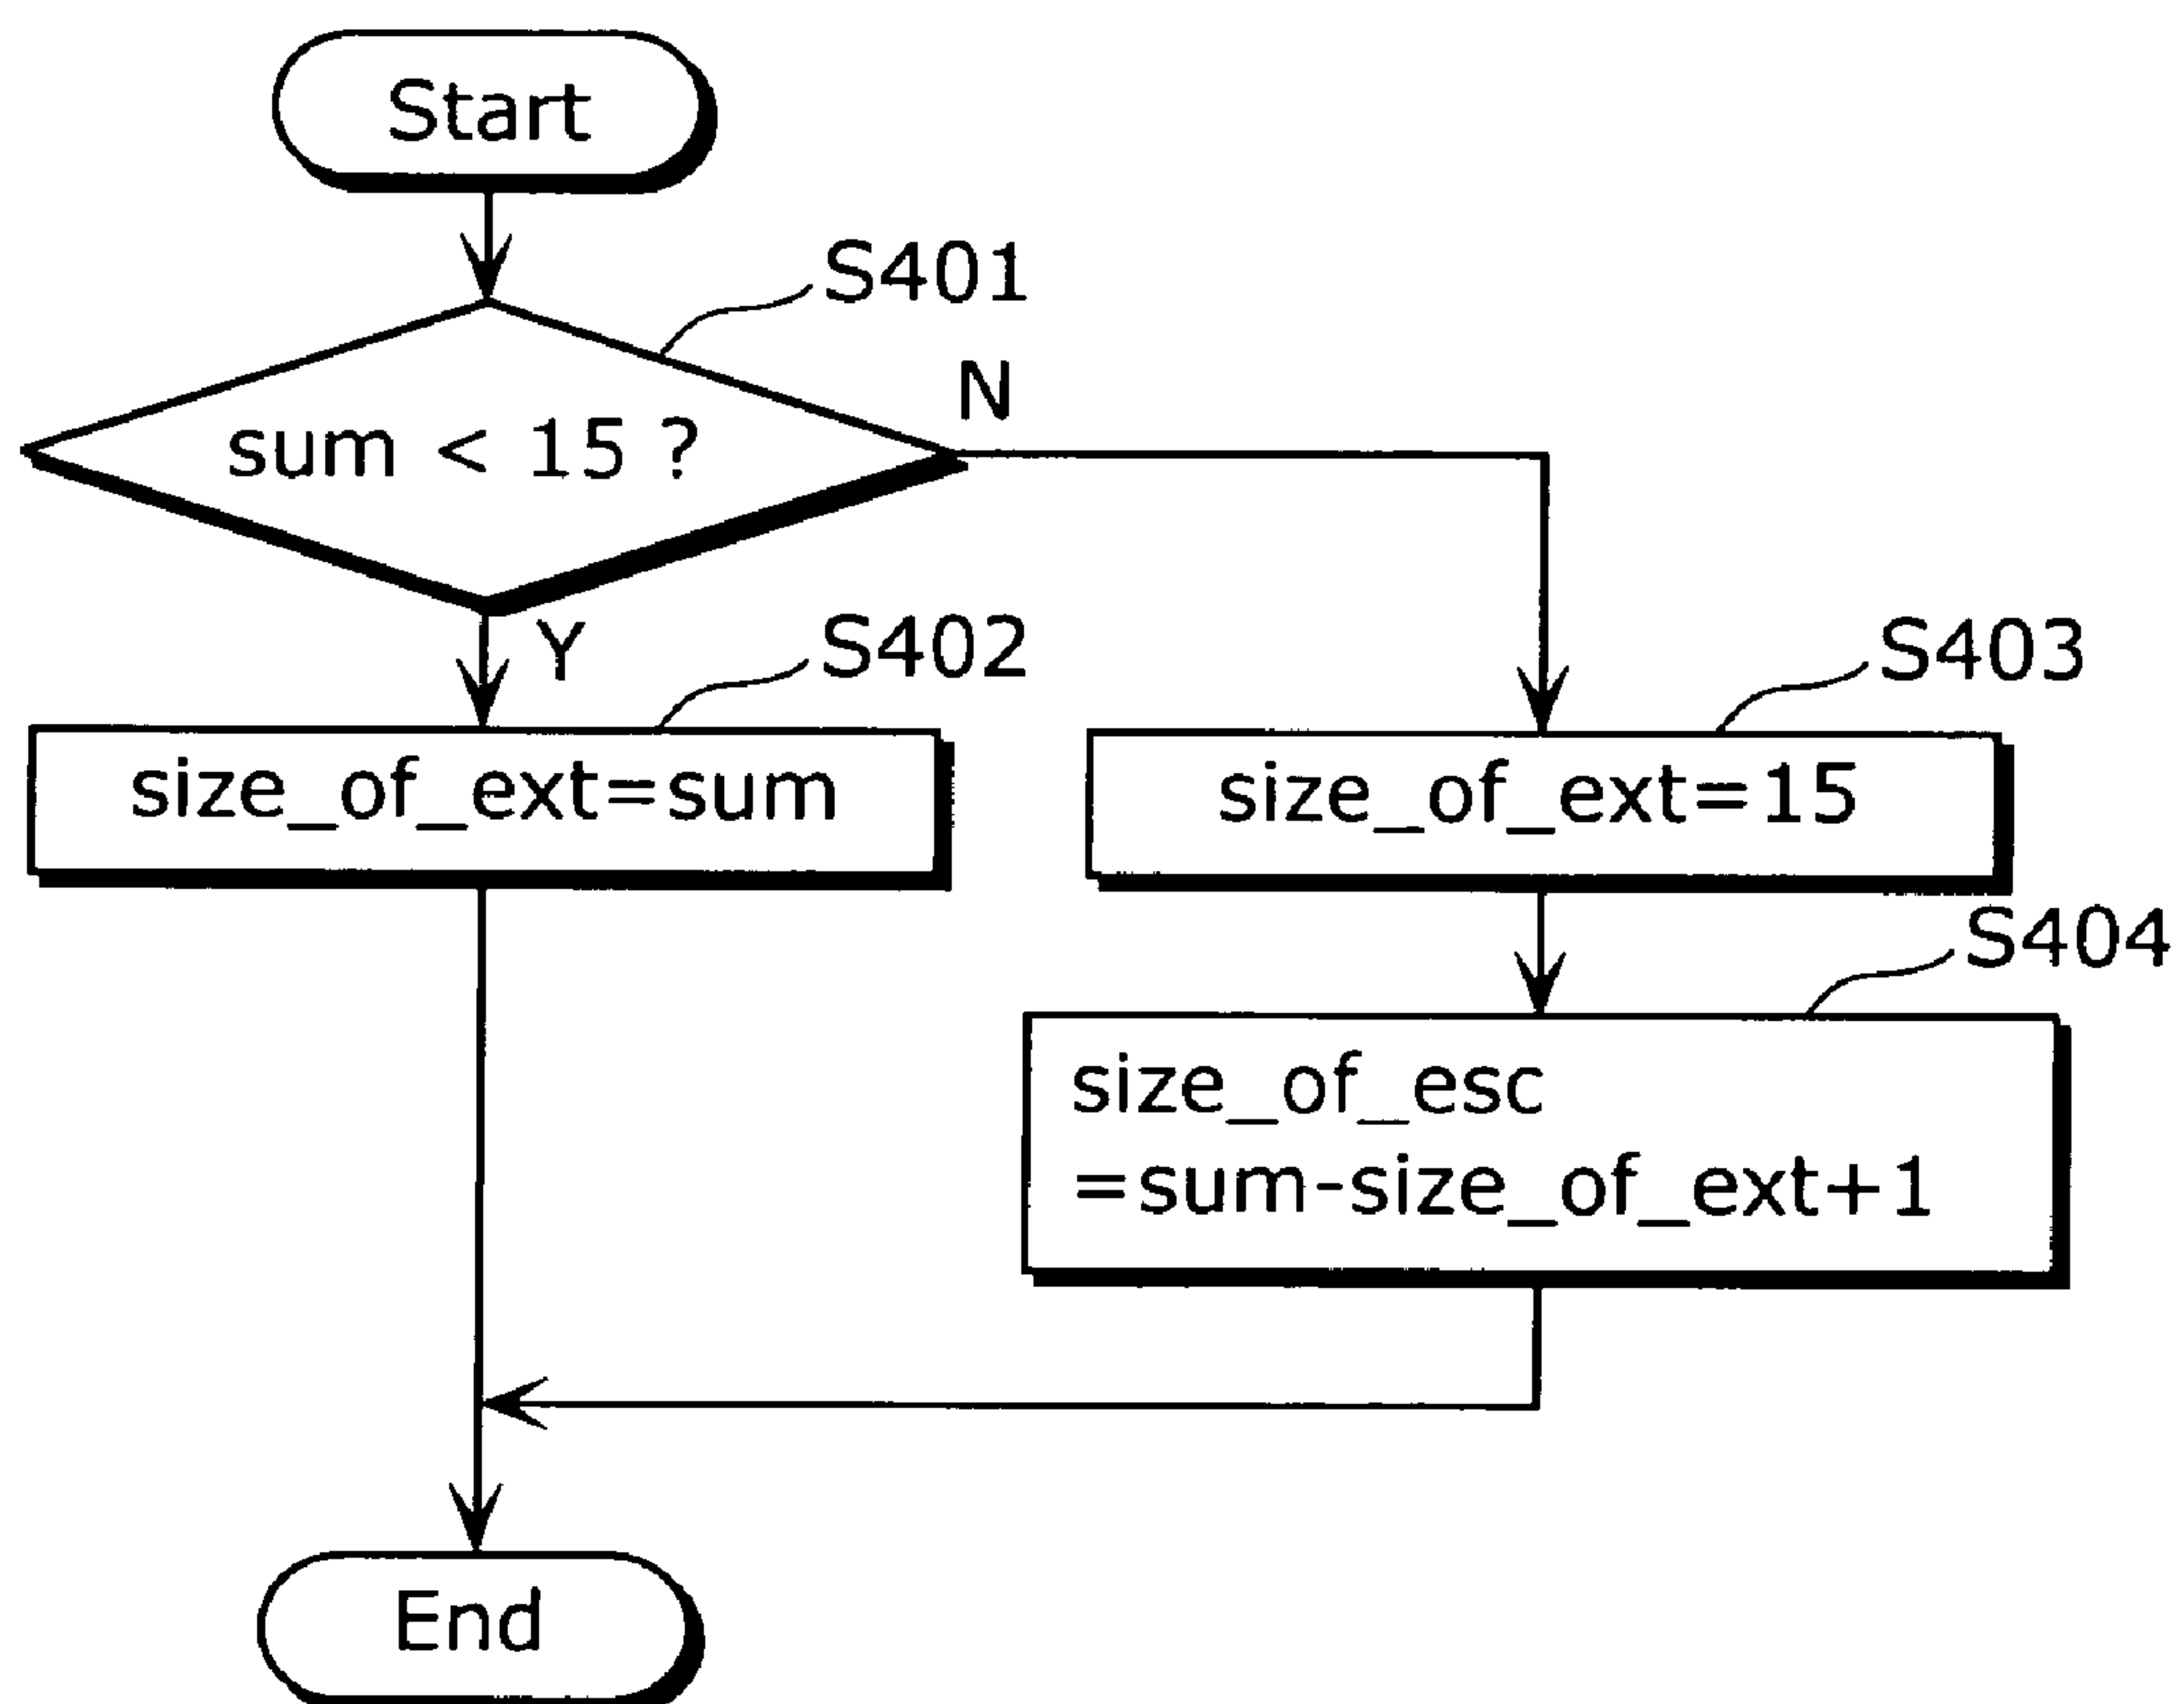 Start
S401
sum < 15 ?
N
Y
S402
size_of_ext=sum
S403
size_of_ext=15
S404
size_of_esc
=sum-size_of_ext+1
End